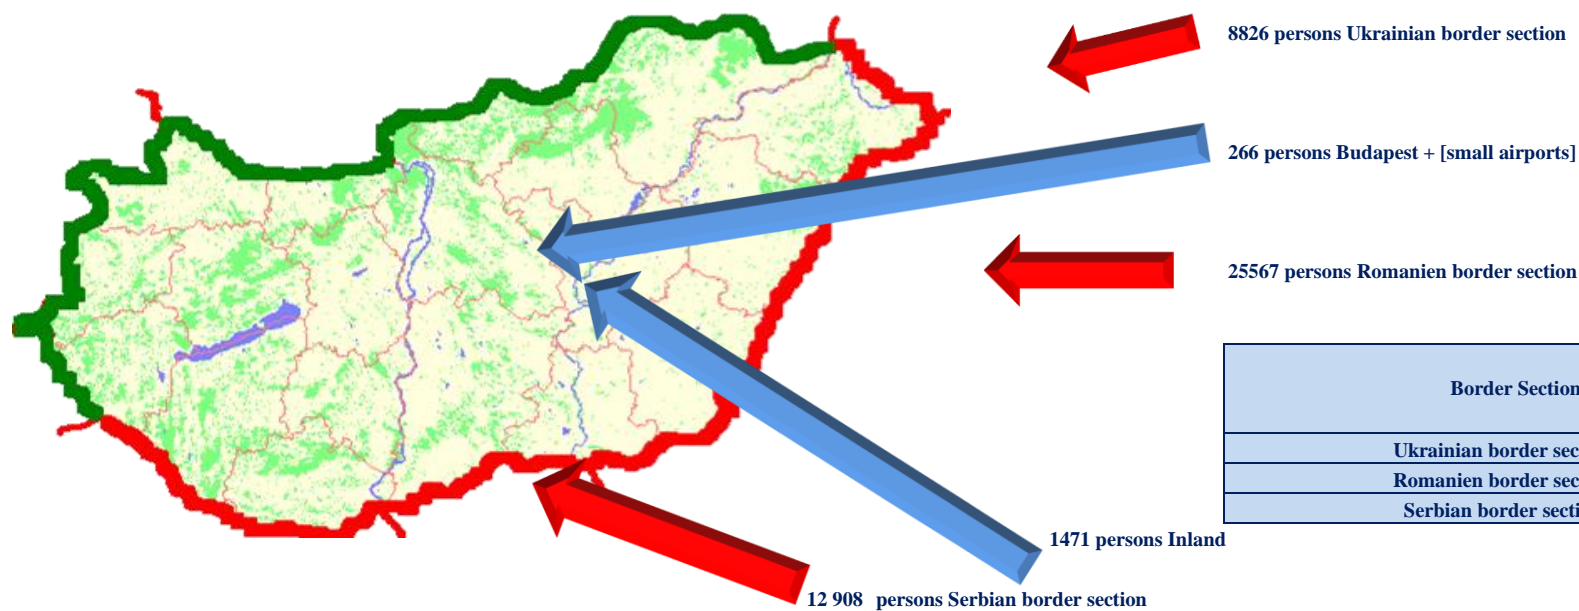 8826 persons Ukrainian border section
266 persons Budapest + [small airports]
25567 persons Romanien border section
Border Section
Ukrainian border sec
Romanien border sec
Serbian border secti
1471 persons Inland
12 908 persons Serbian border section